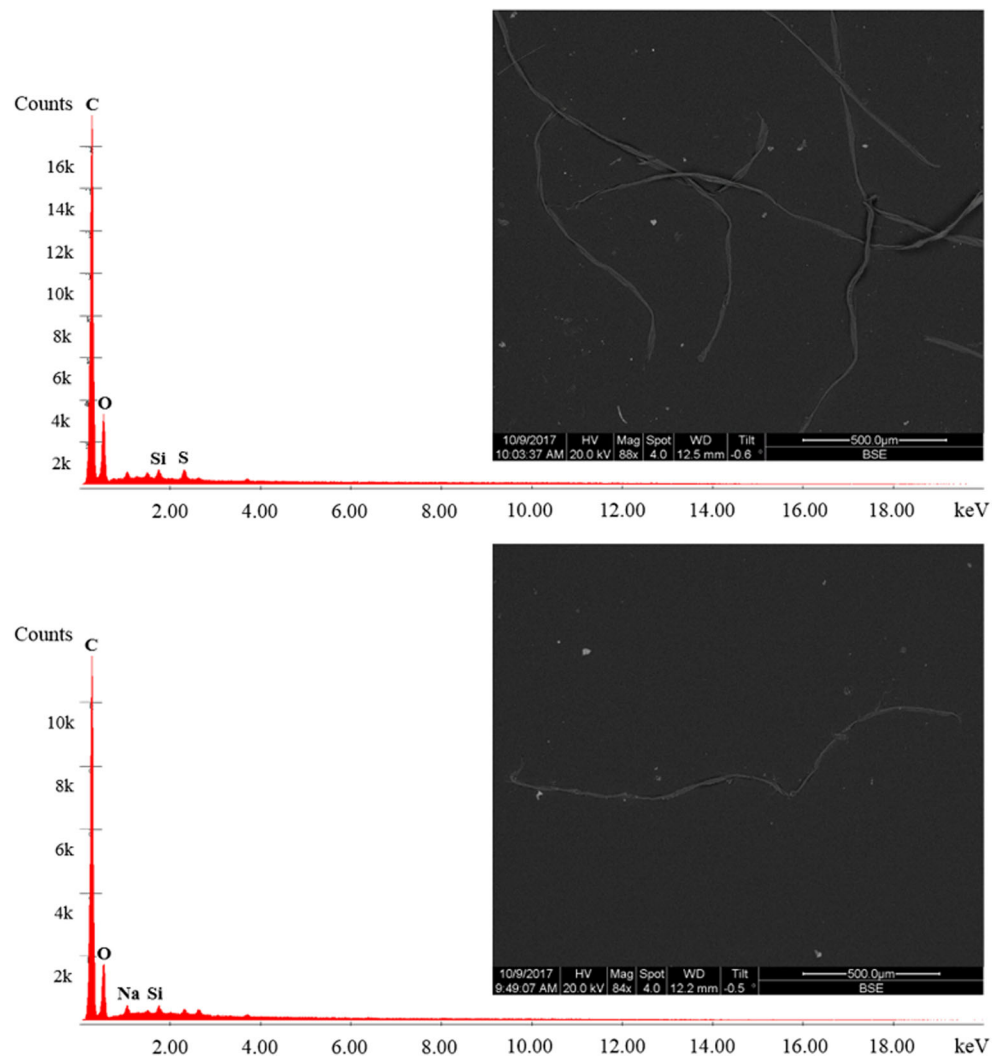 Counts C
16k
14k
12k
10k
8k
6k
4k
2k
O
Si S
2.00 4.00 6.00 8.00 10.00 12.00 14.00 16.00 18.00 keV
10/9/2017 HV Mag Spot WD Tilt 500.0µm
10:03:37 AM 20.0 kV 88x 4.0 12.5 mm -0.6 ° BSE
Counts
C
10k
8k
6k
4k
2k
O
Na Si
2.00 4.00 6.00 8.00 10.00 12.00 14.00 16.00 18.00 keV
10/9/2017 HV Mag Spot WD Tilt 500.0µm
9:49:07 AM 20.0 kV 84x 4.0 12.2 mm -0.5 ° BSE